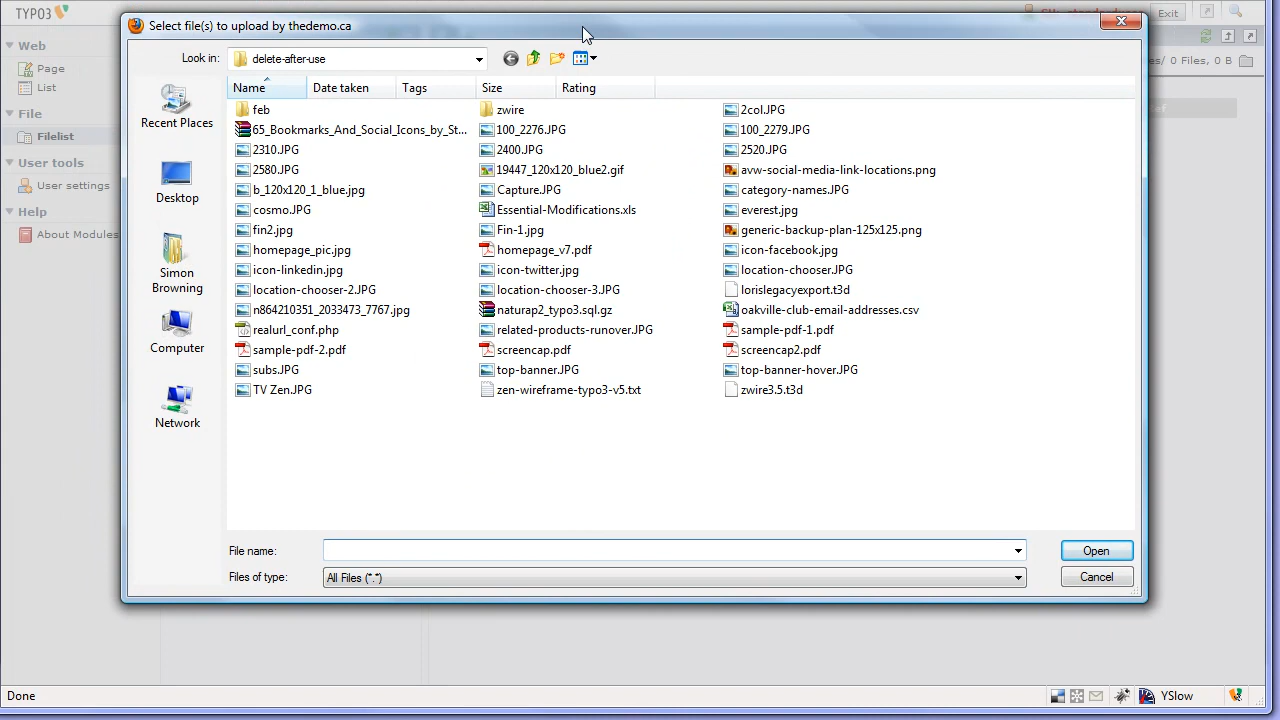 TYPO3
Select file(s) to upload by thedemo.ca
Exit
Web
Page
List
File
Filelist
User tools
User settings
Help
About Modules
/ 0 Files, 0 B
Look in:
delete-after-use
Name
Date taken
Tags
Size
Rating
Recent Places
Desktop
Simon
Browning
Computer
Network
feb
zwire
2col.JPG
65_Bookmarks_And_Social_Icons_by_St...
100_2276.JPG
100_2279.JPG
2310.JPG
2400.JPG
2520.JPG
2580.JPG
19447_120x120_blue2.gif
avw-social-media-link-locations.png
b_120x120_1_blue.jpg
Capture.JPG
category-names.JPG
cosmo.JPG
Essential-Modifications.xls
everest.jpg
fin2.jpg
Fin-1.jpg
generic-backup-plan-125x125.png
homepage_pic.jpg
homepage_v7.pdf
icon-facebook.jpg
icon-linkedin.jpg
icon-twitter.jpg
location-chooser.JPG
location-chooser-2.JPG
location-chooser-3.JPG
lorislegacyexport.t3d
n864210351_2033473_7767.jpg
naturap2_typo3.sql.gz
oakville-club-email-addresses.csv
realurl_conf.php
related-products-runover.JPG
sample-pdf-1.pdf
sample-pdf-2.pdf
screencap.pdf
screencap2.pdf
subs.JPG
top-banner.JPG
top-banner-hover.JPG
TV Zen.JPG
zen-wireframe-typo3-v5.txt
zwire3.5.t3d
File name:
Open
Files of type:
All Files (*.*)
Cancel
Done
YSlow